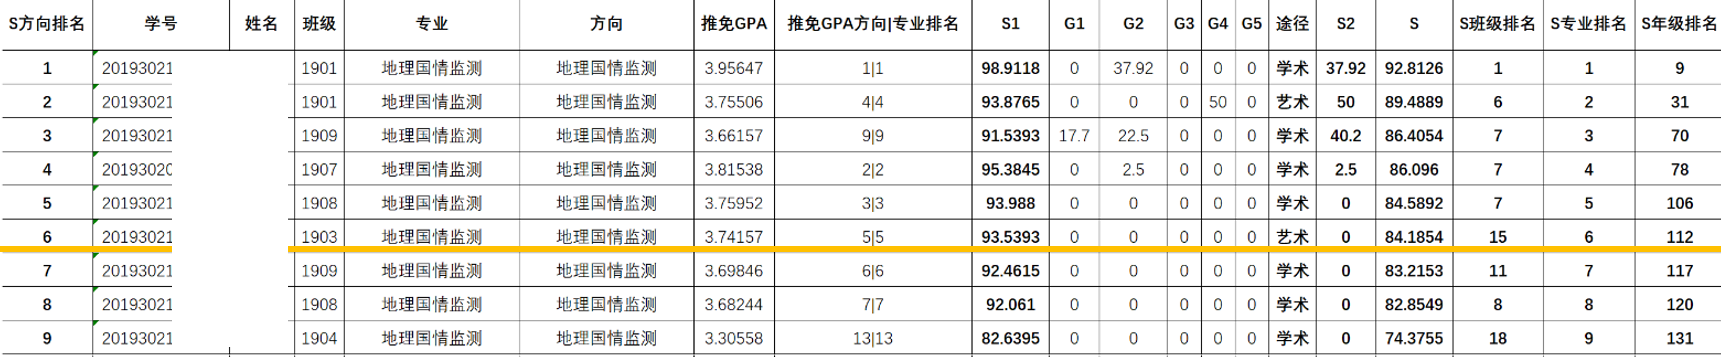 S方向排名 学号 姓名 班级 专业 方向 推免GPA 推免GPA方向|专业排名 S1 G1 G2 G3 G4 G5 途径 S2 S S班级排名 S专业排名 S年级排名
1 20193021 1901 地理国情监测 地理国情监测 3.95647 1|1 98.9118 0 37.92 0 0 0 学术 37.92 92.8126 1 1 9
2 20193021 1901 地理国情监测 地理国情监测 3.75506 4|4 93.8765 0 0 0 50 0 艺术 50 89.4889 6 2 31
3 20193021 1909 地理国情监测 地理国情监测 3.66157 9|9 91.5393 17.7 22.5 0 0 0 学术 40.2 86.4054 7 3 70
4 20193020 1907 地理国情监测 地理国情监测 3.81538 2|2 95.3845 0 2.5 0 0 0 学术 2.5 86.096 7 4 78
5 20193021 1908 地理国情监测 地理国情监测 3.75952 3|3 93.988 0 0 0 0 0 学术 0 84.5892 7 5 106
6 20193021 1903 地理国情监测 地理国情监测 3.74157 5|5 93.5393 0 0 0 0 0 艺术 0 84.1854 15 6 112
7 20193021 1909 地理国情监测 地理国情监测 3.69846 6|6 92.4615 0 0 0 0 0 学术 0 83.2153 11 7 117
8 20193021 1908 地理国情监测 地理国情监测 3.68244 7|7 92.061 0 0 0 0 0 学术 0 82.8549 8 8 120
9 20193021 1904 地理国情监测 地理国情监测 3.30558 13|13 82.6395 0 0 0 0 0 学术 0 74.3755 18 9 131